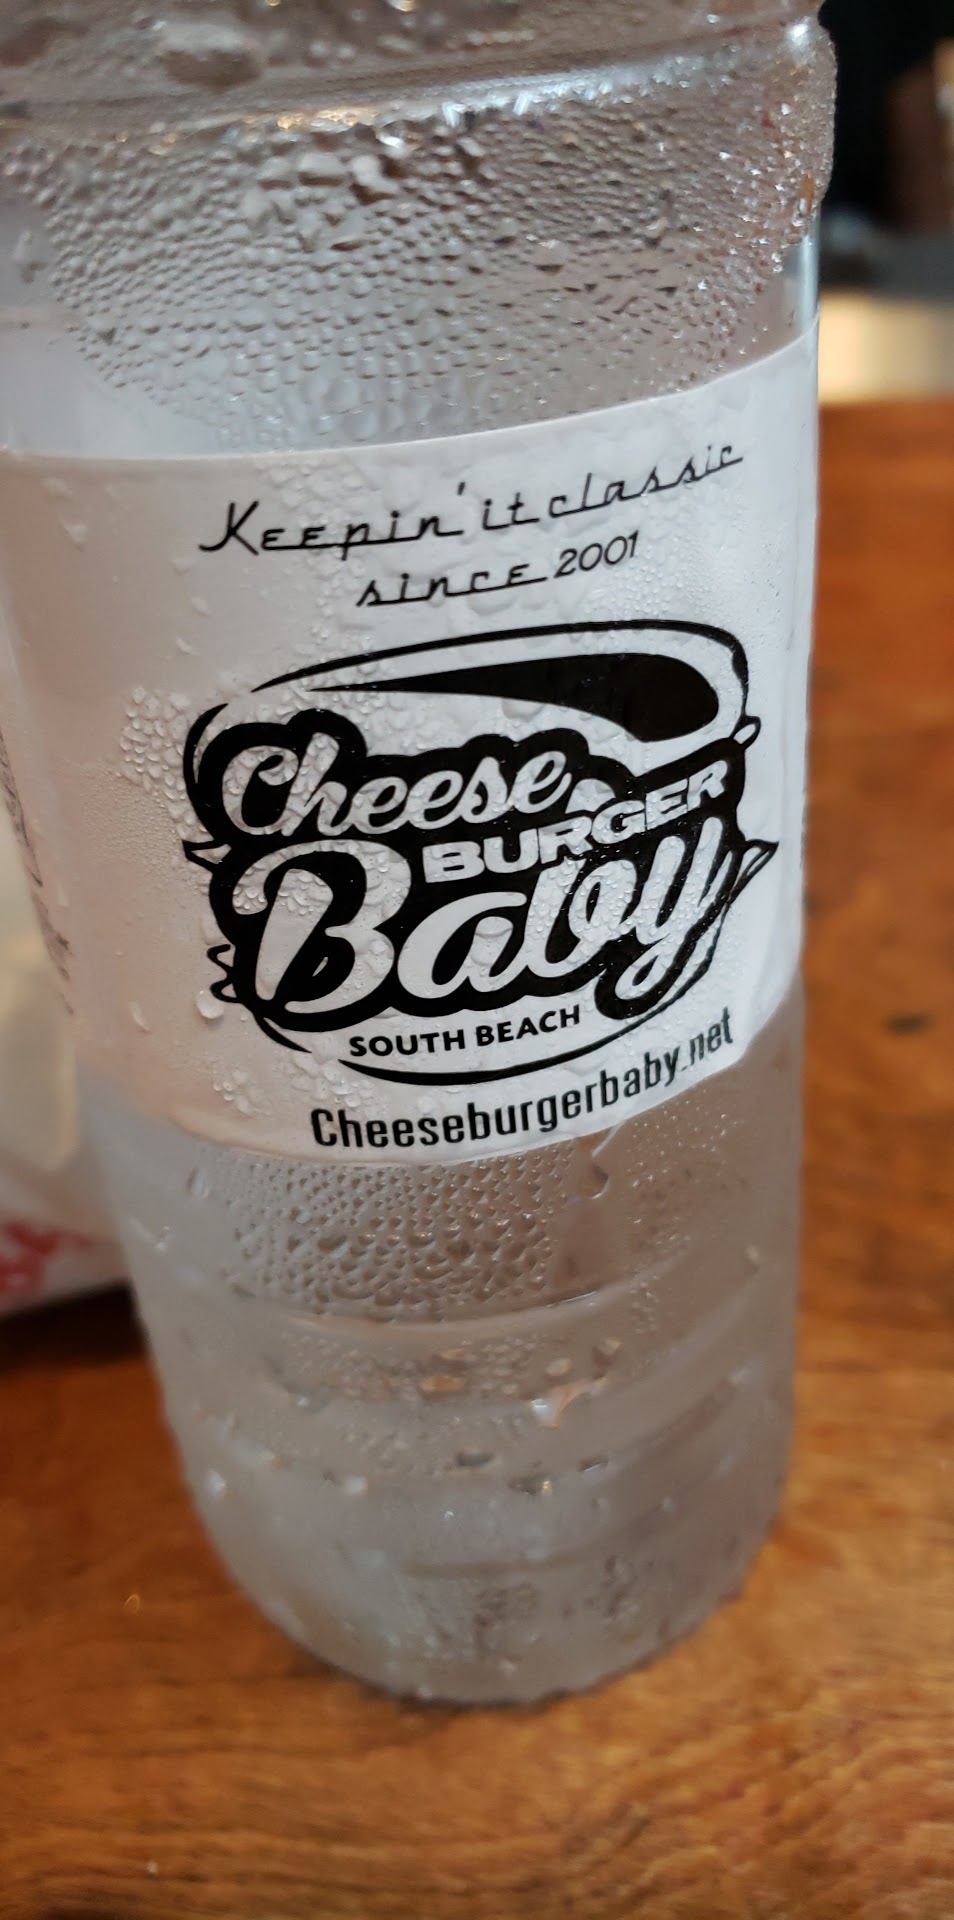 Keepin' it classic
since 2001
Cheese
BURGER
Baby
SOUTH BEACH
Cheeseburgerbaby.net